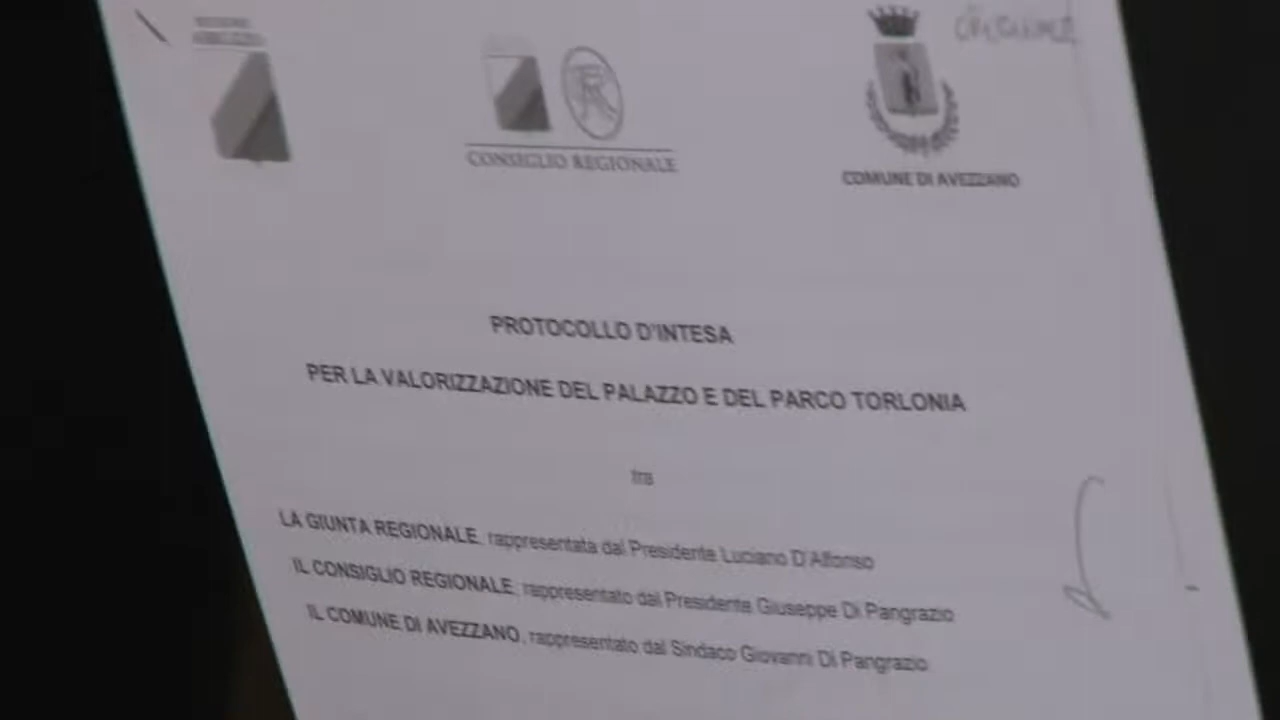 CONSIGLIO REGIONALE
COMUNE DI AVEZZANO
PROTOCOLLO D'INTESA
PER LA VALORIZZAZIONE DEL PALAZZO E DEL PARCO TORLONIA
tra
LA GIUNTA REGIONALE, rappresentata dal Presidente Luciano D'Alfonso
IL CONSIGLIO REGIONALE, rappresentato dal Presidente Giuseppe Di Pangrazio
IL COMUNE DI AVEZZANO, rappresentato dal Sindaco Giovanni Di Pangrazio